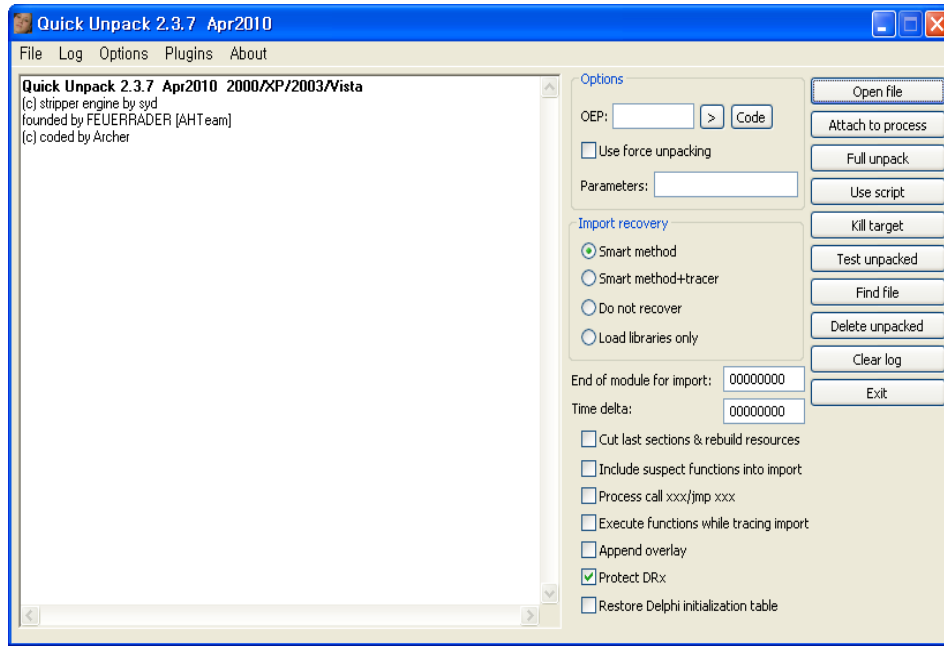 Quick Unpack 2.3.7 Apr2010
File Log Options Plugins About
Quick Unpack 2.3.7 Apr2010 2000/XP/2003/Vista
(c) stripper engine by syd
founded by FEUERRADER [AHTeam]
(c) coded by Archer
Options
OEP: > Code
Use force unpacking
Parameters:
Import recovery
Smart method
Smart method+tracer
Do not recover
Load libraries only
End of module for import: 00000000
Time delta: 00000000
Cut last sections & rebuild resources
Include suspect functions into import
Process call xxx/jmp xxx
Execute functions while tracing import
Append overlay
Protect DRx
Restore Delphi initialization table
Open file
Attach to process
Full unpack
Use script
Kill target
Test unpacked
Find file
Delete unpacked
Clear log
Exit